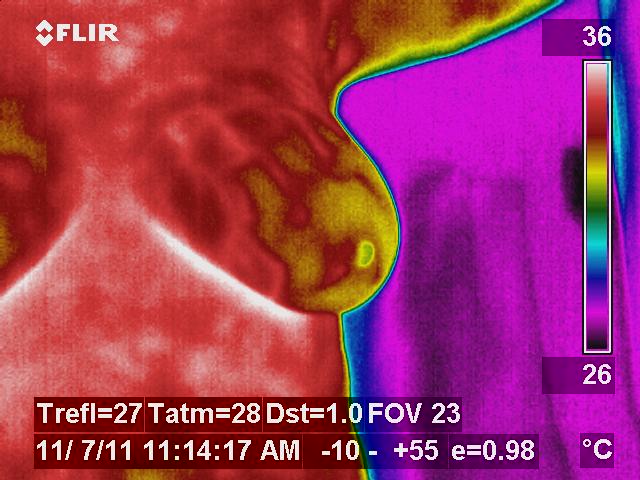 FLIR
36
26
Trefl=27 Tatm=28 Dst=1.0 FOV 23
11/ 7/11 11:14:17 AM -10 - +55 e=0.98 °C